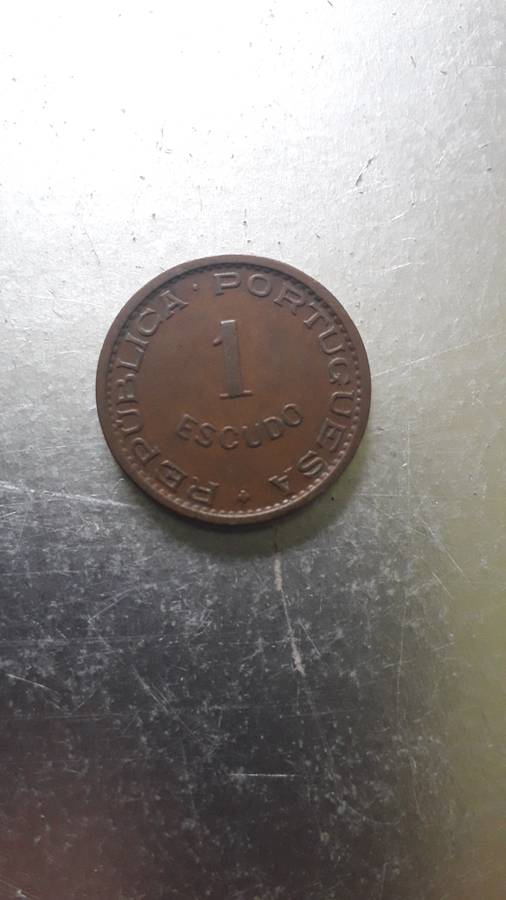 REPÚBLICA · PORTUGUESA
1
ESCUDO